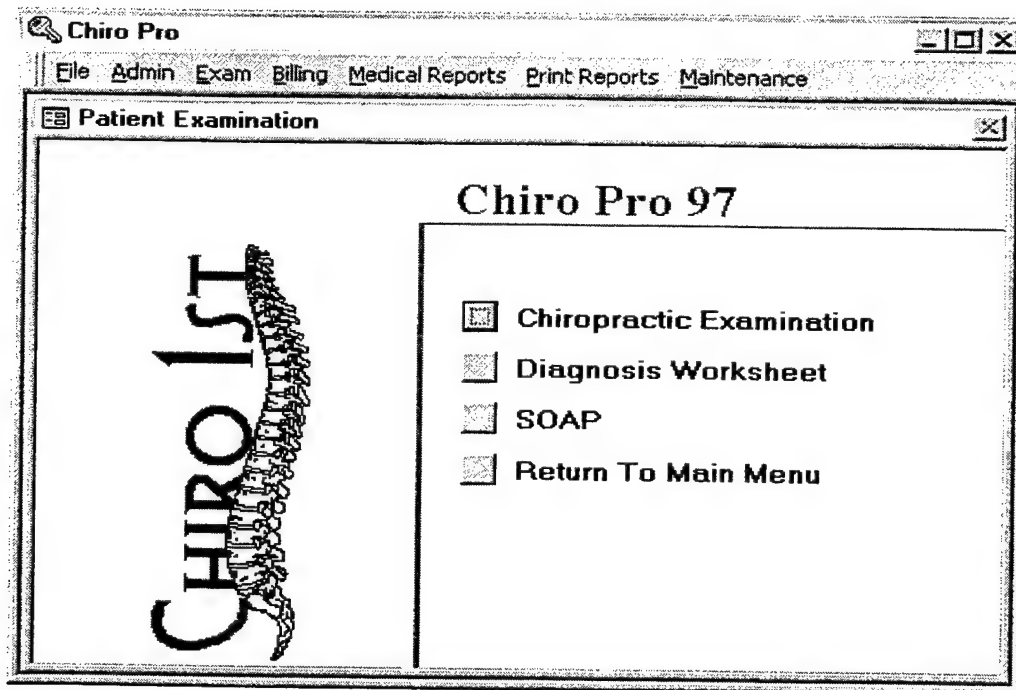 Chiro Pro
File Admin Exam Billing Medical Reports Print Reports Maintenance
Patient Examination
Chiro Pro 97
CHIRO 1ST
Chiropractic Examination
Diagnosis Worksheet
SOAP
Return To Main Menu